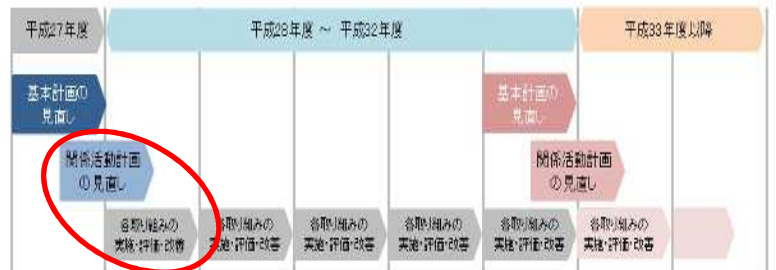 平成27年度
平成28年度 ～ 平成32年度
平成33年度以降
基本計画の
見直し
基本計画の
見直し
関係活動計画
の見直し
関係活動計画
の見直し
各取り組みの
実施・評価・改善
各取り組みの
実施・評価・改善
各取り組みの
実施・評価・改善
各取り組みの
実施・評価・改善
各取り組みの
実施・評価・改善
各取り組みの
実施・評価・改善